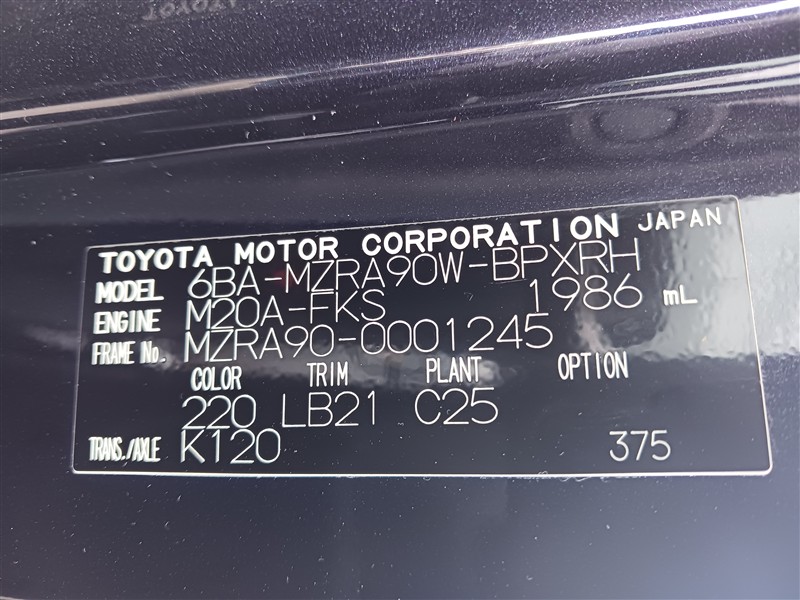 TOYOTA MOTOR CORPORATION JAPAN
MODEL 6BA-MZRA90W-BPXRH
ENGINE M20A-FKS 1986 mL
FRAME No. MZRA90-0001245
COLOR TRIM PLANT OPTION
220 LB21 C25
TRANS./AXLE K120 375